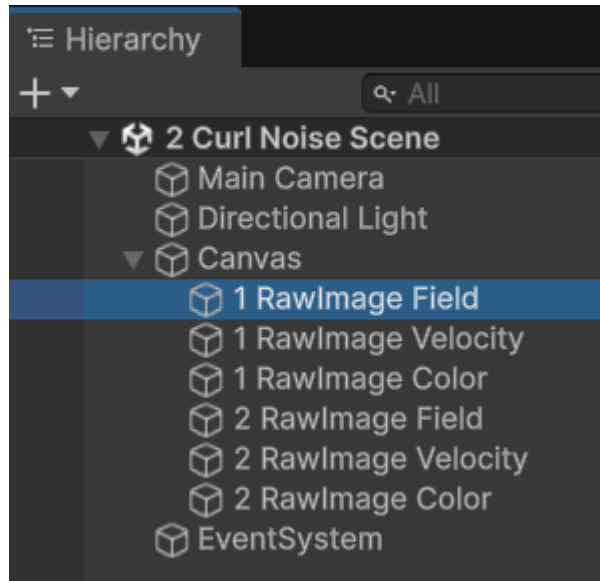 Hierarchy
All
2 Curl Noise Scene
Main Camera
Directional Light
Canvas
1 RawImage Field
1 RawImage Velocity
1 RawImage Color
2 RawImage Field
2 RawImage Velocity
2 RawImage Color
EventSystem